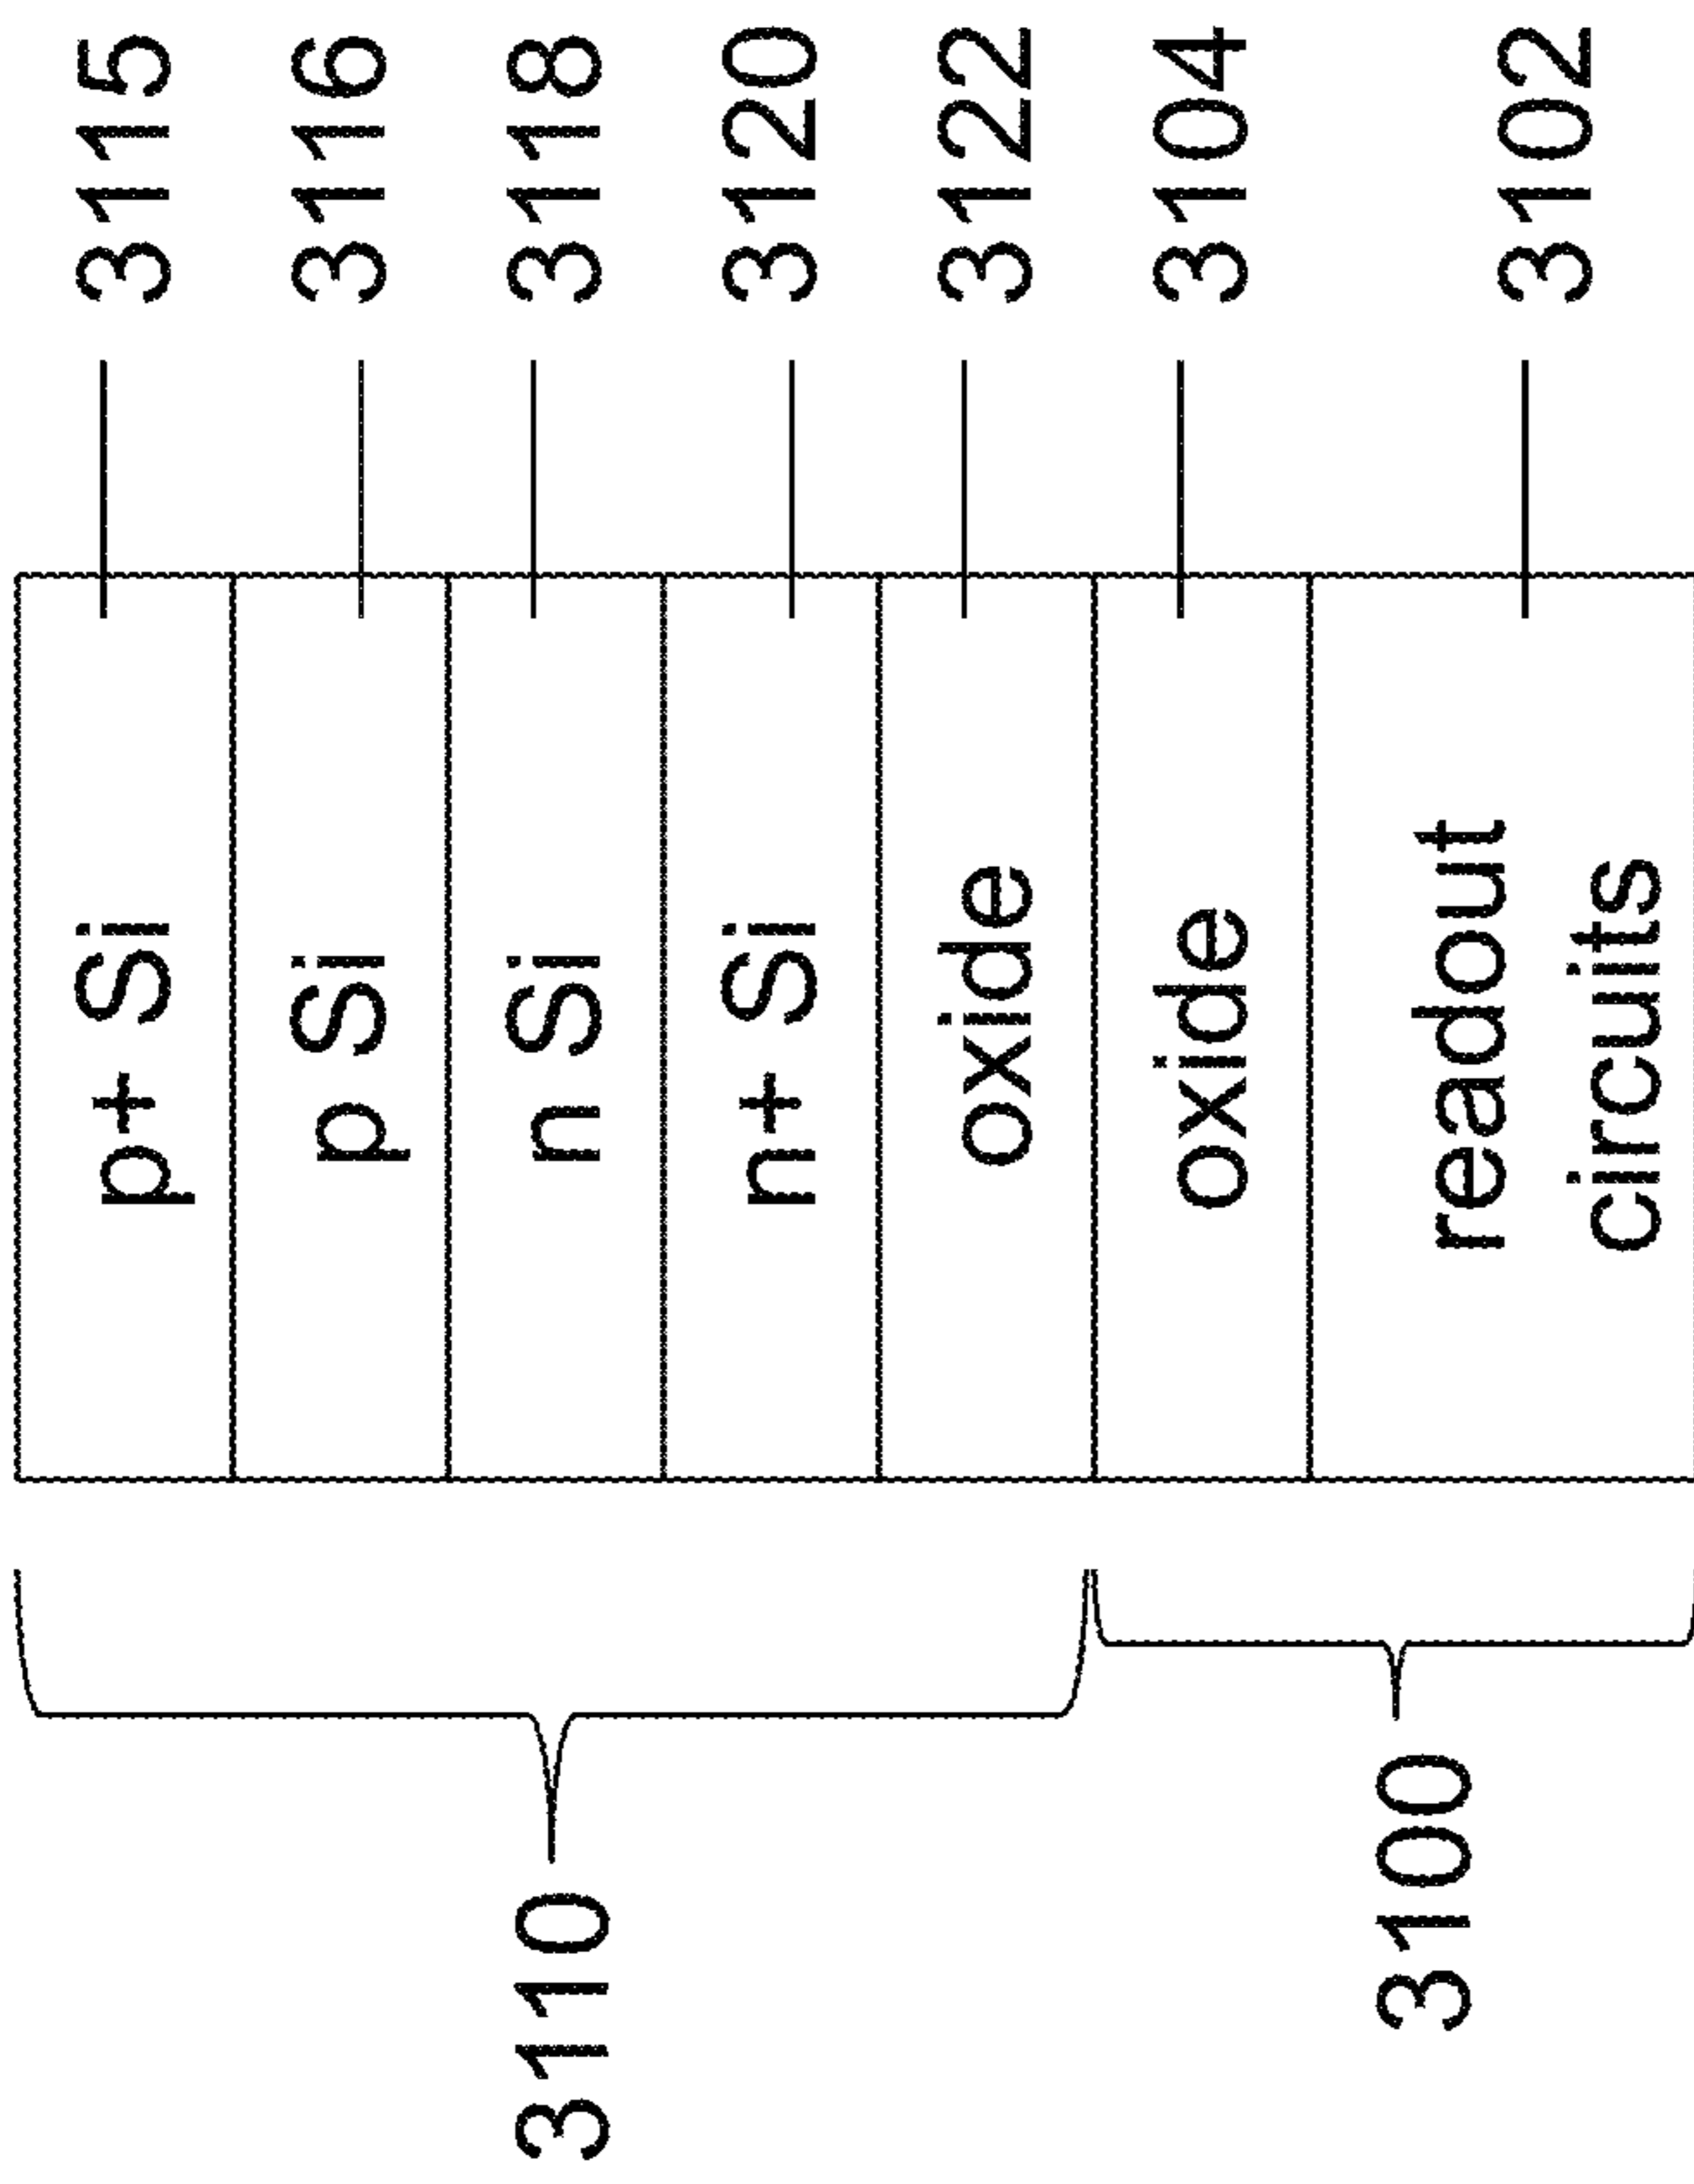 p+ Si 3115
p Si 3116
3110 n Si 3118
n+ Si 3120
oxide 3122
oxide 3104
3100 readout 3102
circuits